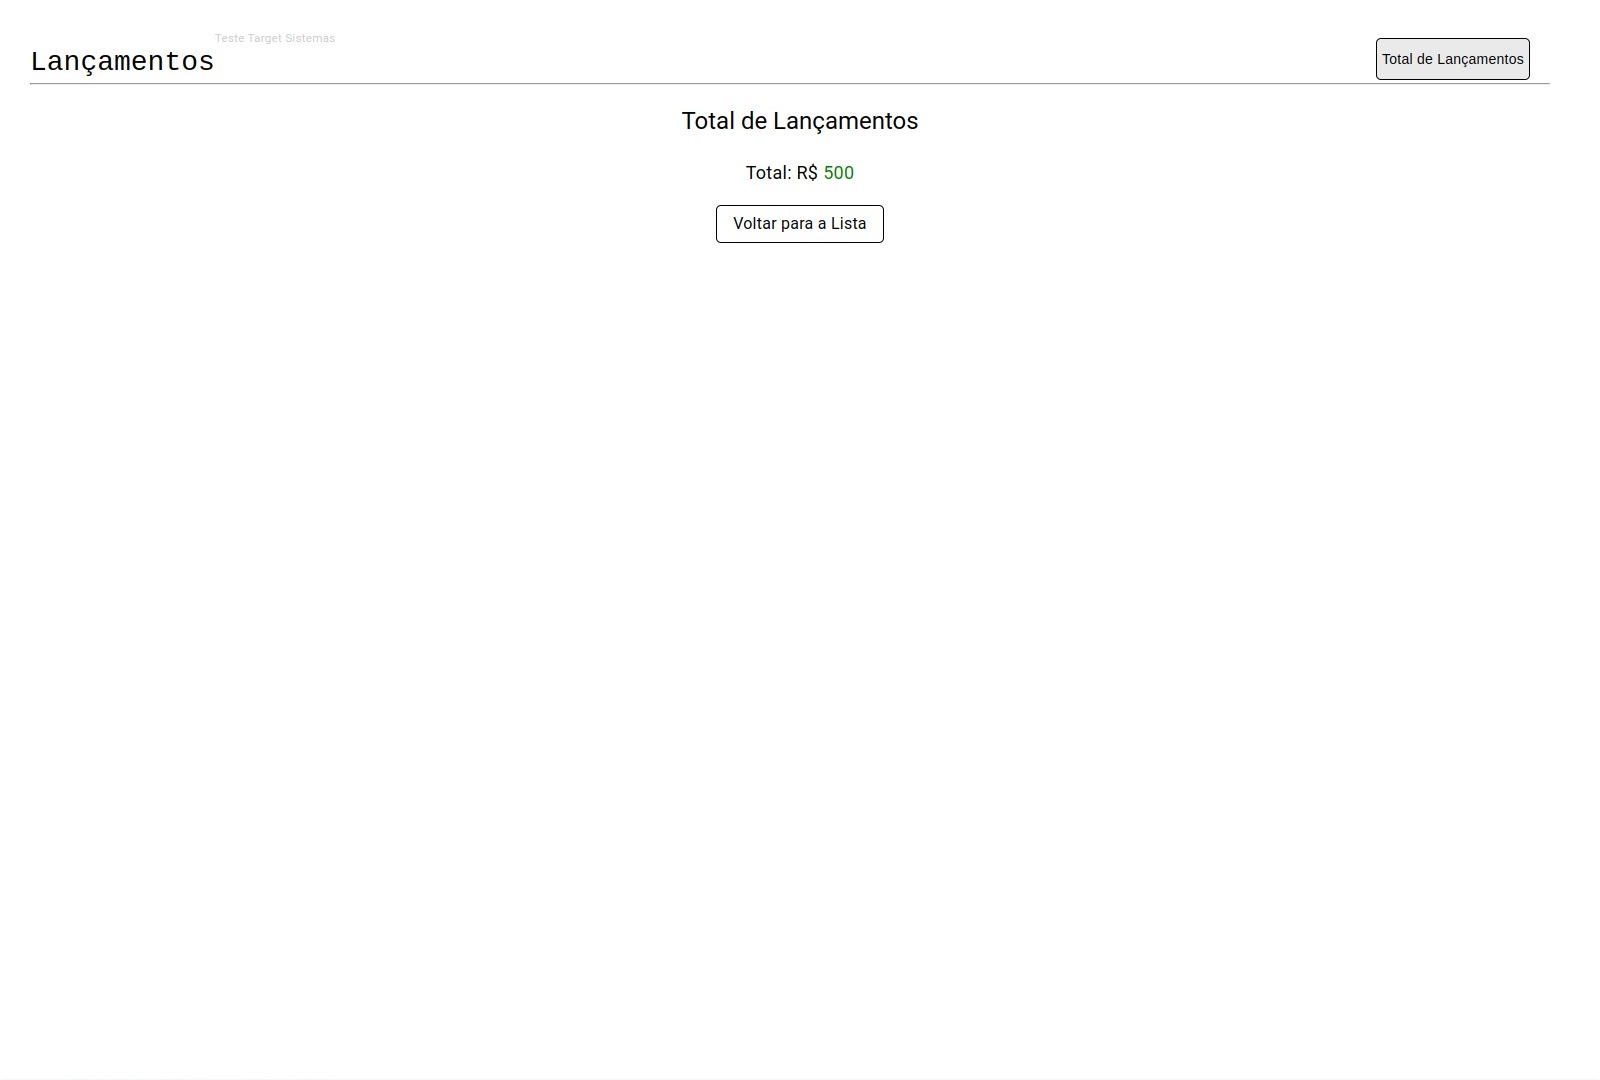 Teste Target Sistemas
Lançamentos
Total de Lançamentos
Total de Lançamentos
Total: R$ 500
Voltar para a Lista